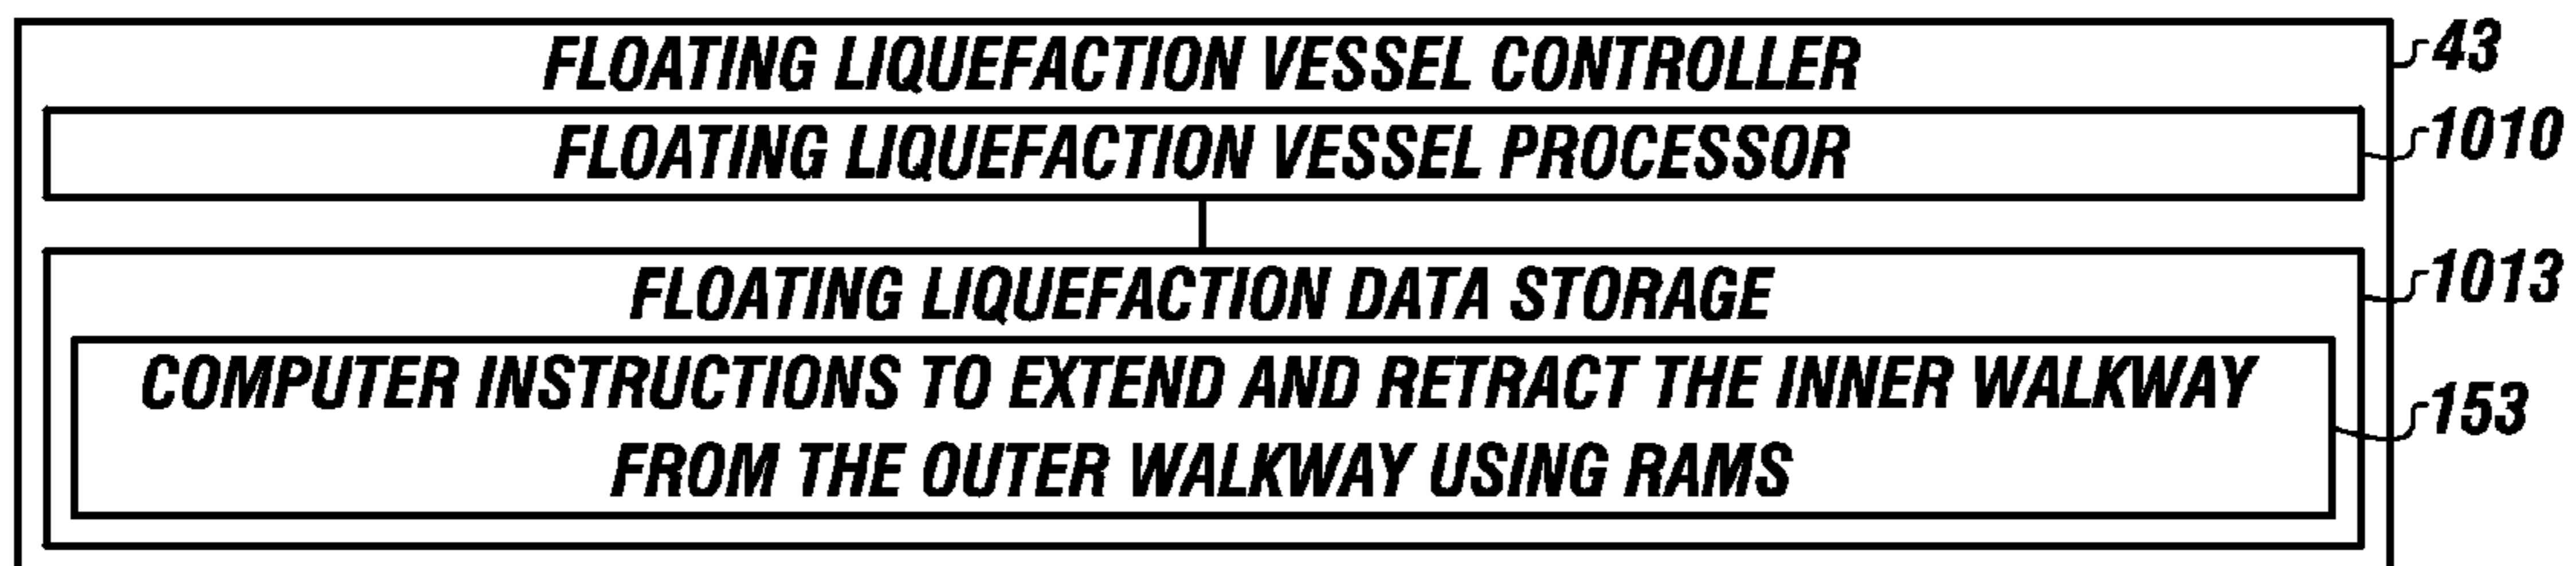 FLOATING LIQUEFACTION VESSEL CONTROLLER 43
FLOATING LIQUEFACTION VESSEL PROCESSOR 1010
FLOATING LIQUEFACTION DATA STORAGE 1013
COMPUTER INSTRUCTIONS TO EXTEND AND RETRACT THE INNER WALKWAY
FROM THE OUTER WALKWAY USING RAMS
153